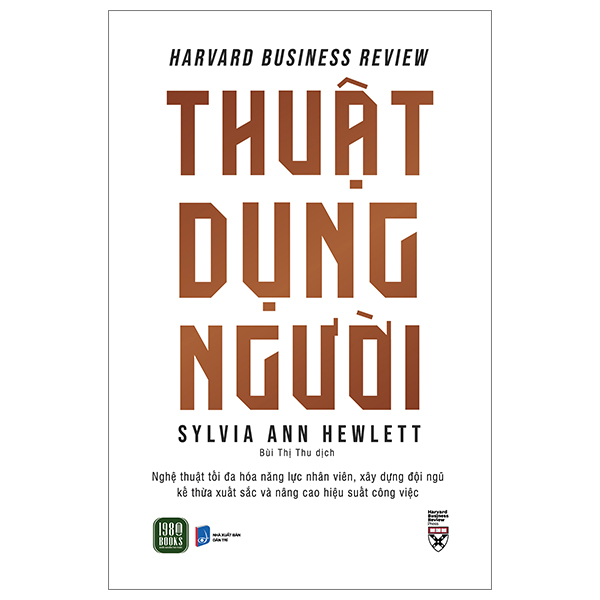 HARVARD BUSINESS REVIEW
THUẬT
DỤNG
NGƯỜI
SYLVIA ANN HEWLETT
Bùi Thị Thu dịch
Nghệ thuật tối đa hóa năng lực nhân viên, xây dựng đội ngũ
kế thừa xuất sắc và nâng cao hiệu suất công việc
1980
BOOKS
NHÀ XUẤT BẢN
DÂN TRÍ
Harvard
Business
Review
Press